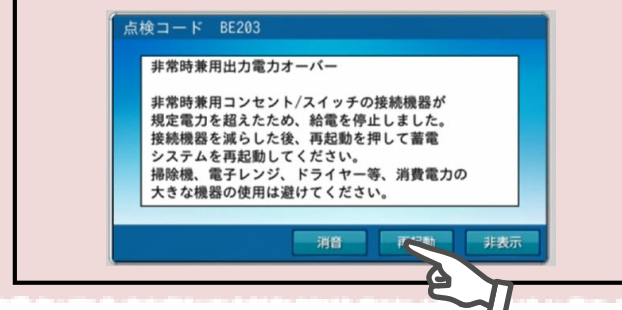 点検コード BE203
非常時兼用出力電力オーバー
非常時兼用コンセント/スイッチの接続機器が
規定電力を超えたため、給電を停止しました。
接続機器を減らした後、再起動を押して蓄電
システムを再起動してください。
掃除機、電子レンジ、ドライヤー等、消費電力の
大きな機器の使用は避けてください。
消音 再起動 非表示